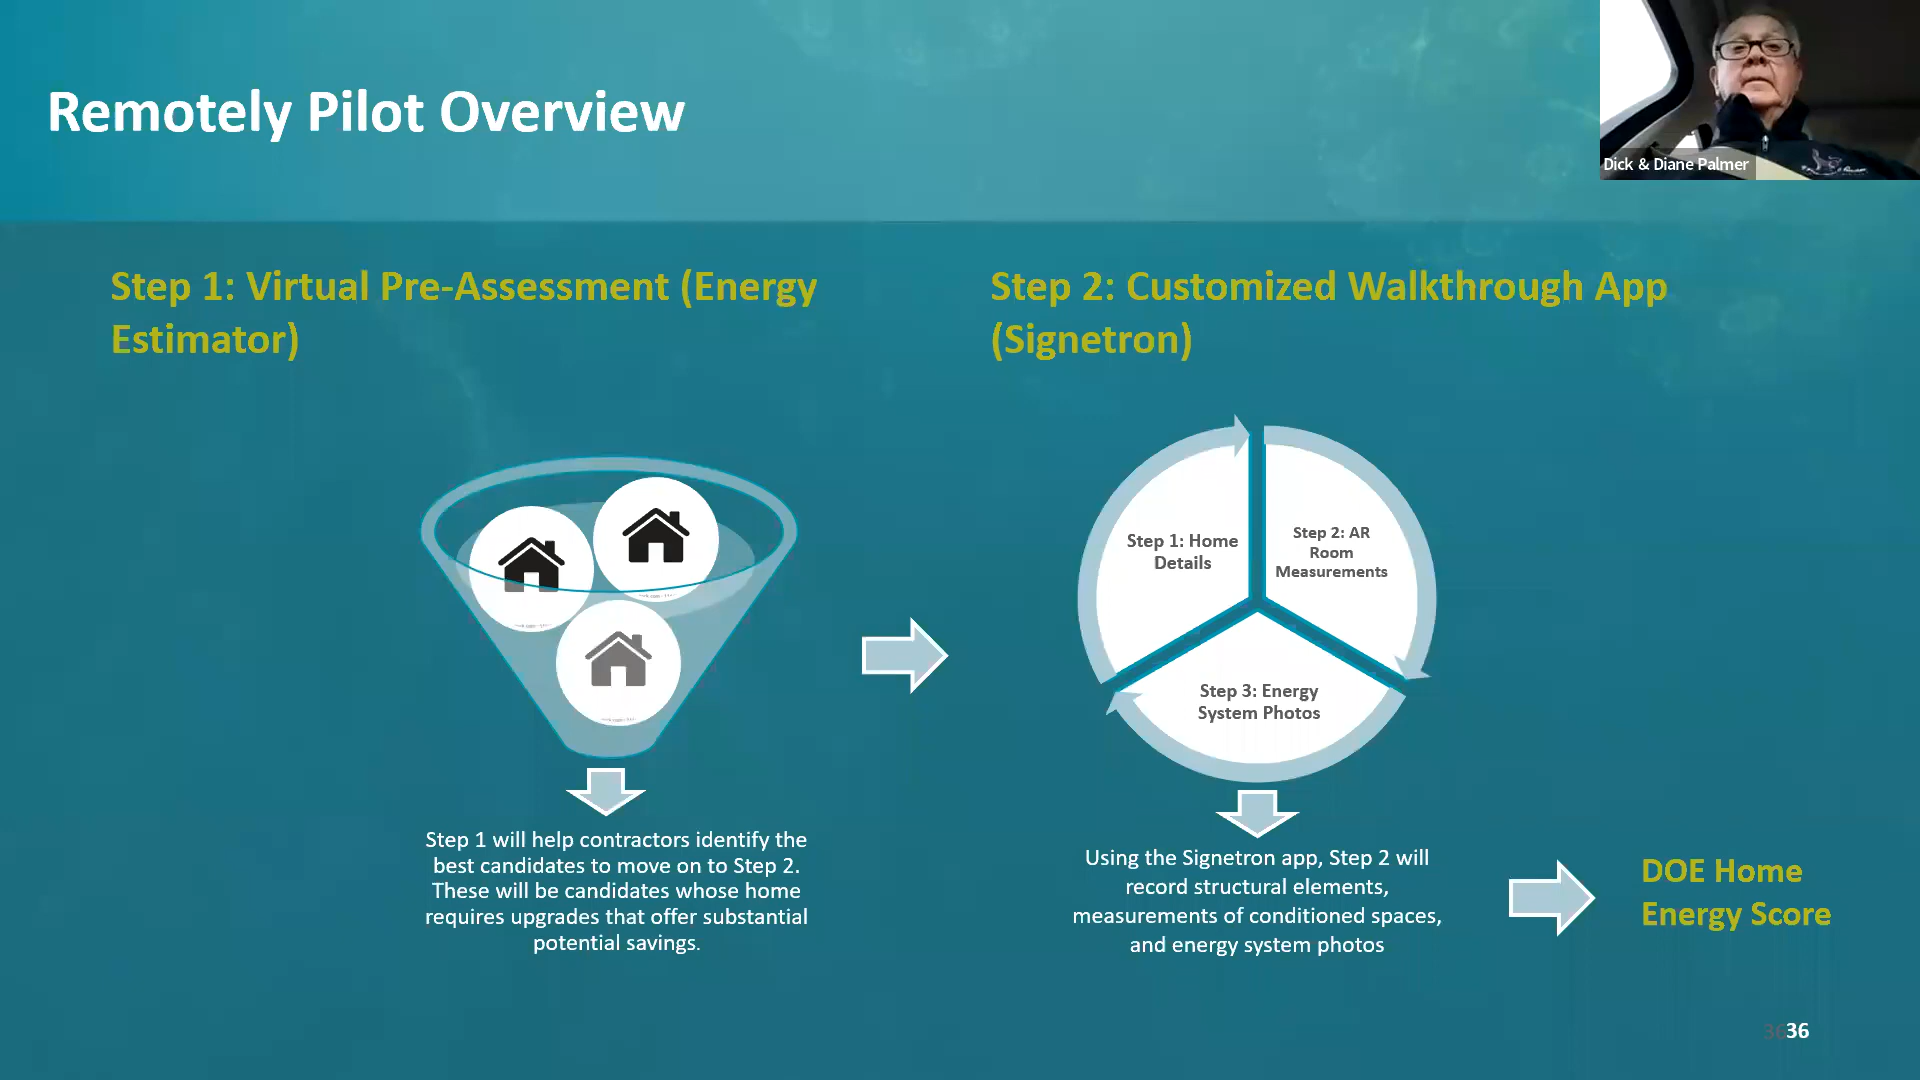 Remotely Pilot Overview
Dick & Diane Palmer
Step 1: Virtual Pre-Assessment (Energy
Estimator)
Step 2: Customized Walkthrough App
(Signetron)
Step 1: Home
Details
Step 2: AR
Room
Measurements
Step 3: Energy
System Photos
Step 1 will help contractors identify the
best candidates to move on to Step 2.
These will be candidates whose home
requires upgrades that offer substantial
potential savings.
Using the Signetron app, Step 2 will
record structural elements,
measurements of conditioned spaces,
and energy system photos
DOE Home
Energy Score
3636